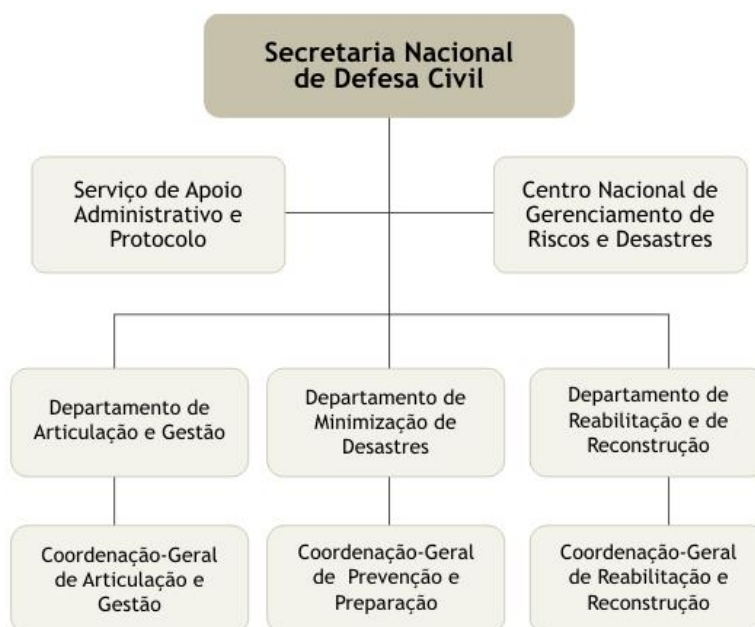 Secretaria Nacional
de Defesa Civil
Serviço de Apoio
Administrativo e
Protocolo
Centro Nacional de
Gerenciamento de
Riscos e Desastres
Departamento de
Articulação e Gestão
Departamento de
Minimização de
Desastres
Departamento de
Reabilitação e de
Reconstrução
Coordenação-Geral
de Articulação e
Gestão
Coordenação-Geral
de Prevenção e
Preparação
Coordenação-Geral
de Reabilitação e
Reconstrução